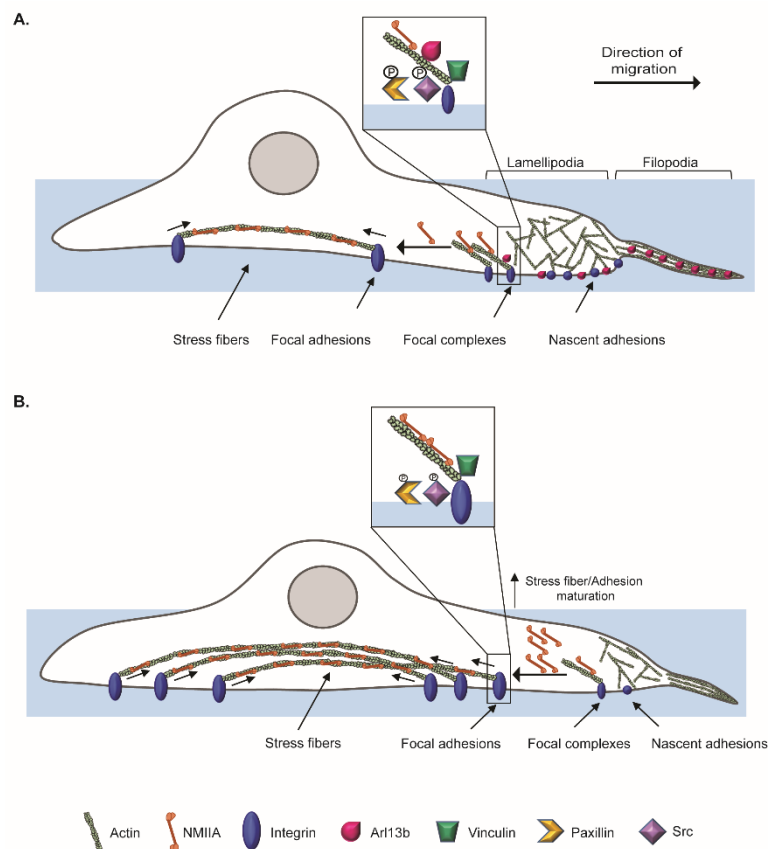 A.
Direction of
migration
P
P
Lamellipodia
Filopodia
Stress fibers
Focal adhesions
Focal complexes
Nascent adhesions
B.
P
P
Stress fiber/Adhesion
maturation
Stress fibers
Focal adhesions
Focal complexes
Nascent adhesions
Actin
NMIIA
Integrin
Arl13b
Vinculin
Paxillin
Src